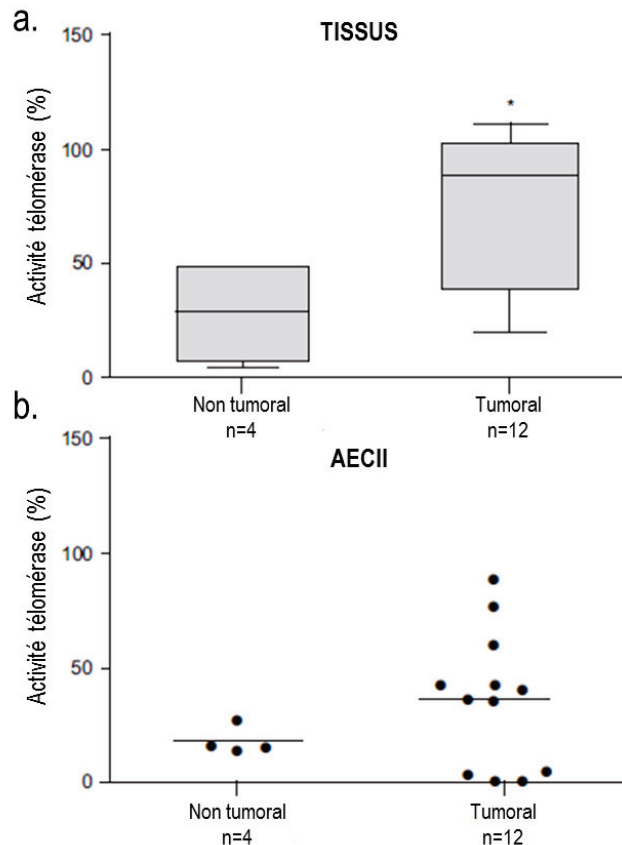 a.
TISSUS
150
100
50
0
Activité télomérase (%)
*
Non tumoral
n=4
Tumoral
n=12
b.
AECII
150
100
50
0
Activité télomérase (%)
Non tumoral
n=4
Tumoral
n=12